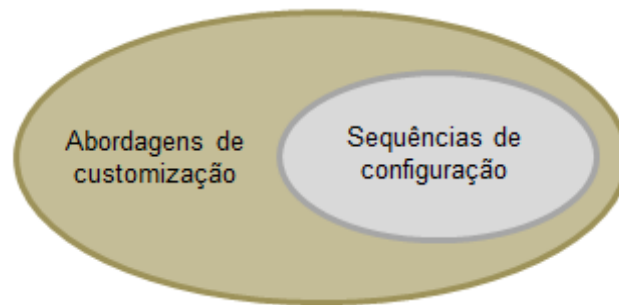 Abordagens de
customização
Sequências de
configuração